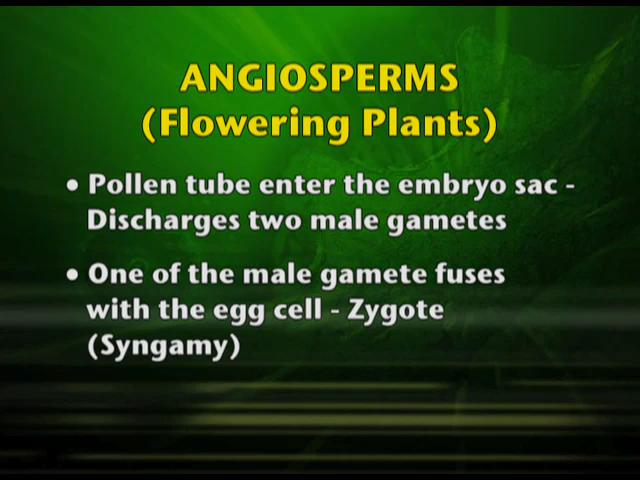 ANGIOSPERMS
(Flowering Plants)
• Pollen tube enter the embryo sac -
Discharges two male gametes
• One of the male gamete fuses
with the egg cell - Zygote
(Syngamy)